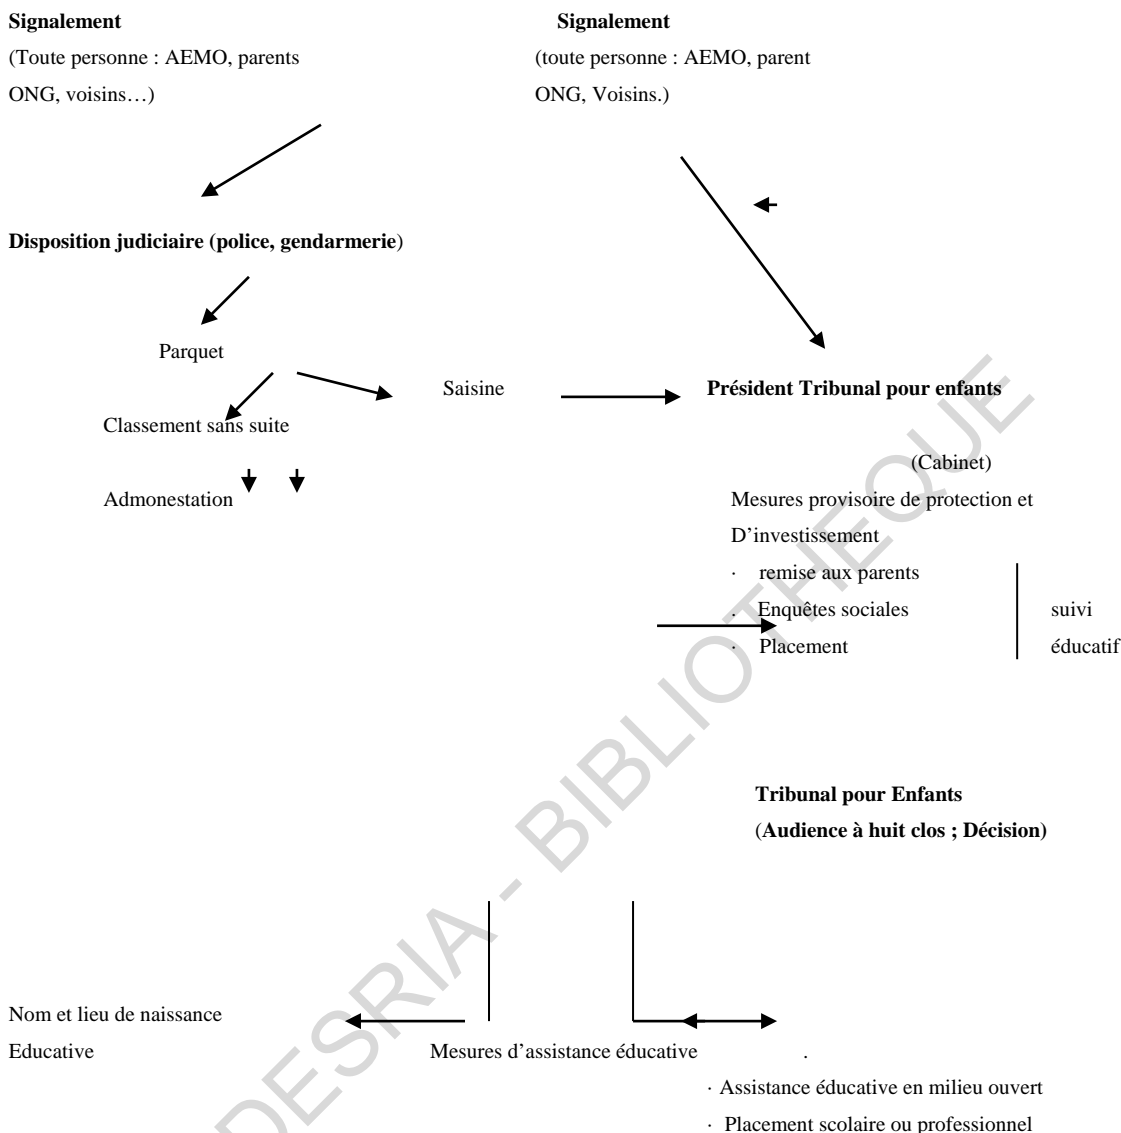 Signalement
Signalement
(Toute personne : AEMO, parents
(toute personne : AEMO, parent
ONG, voisins…)
ONG, Voisins.)
Disposition judiciaire (police, gendarmerie)
Parquet
Saisine
Président Tribunal pour enfants
Classement sans suite
(Cabinet)
Admonestation
Mesures provisoire de protection et
D’investissement
· remise aux parents
. Enquêtes sociales
suivi
· Placement
éducatif
Tribunal pour Enfants
(Audience à huit clos ; Décision)
Nom et lieu de naissance
Educative
Mesures d’assistance éducative .
· Assistance éducative en milieu ouvert
· Placement scolaire ou professionnel
DESRIA - BIBLIOTHEQUE